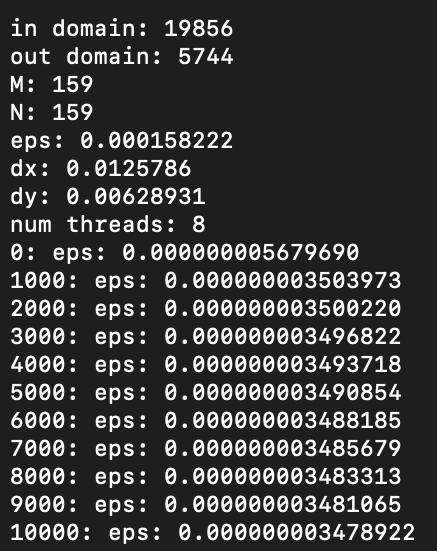 in domain: 19856
out domain: 5744
M: 159
N: 159
eps: 0.000158222
dx: 0.0125786
dy: 0.00628931
num threads: 8
0: eps: 0.000000005679690
1000: eps: 0.000000003503973
2000: eps: 0.000000003500220
3000: eps: 0.000000003496822
4000: eps: 0.000000003493718
5000: eps: 0.000000003490854
6000: eps: 0.000000003488185
7000: eps: 0.000000003485679
8000: eps: 0.000000003483313
9000: eps: 0.000000003481065
10000: eps: 0.000000003478922